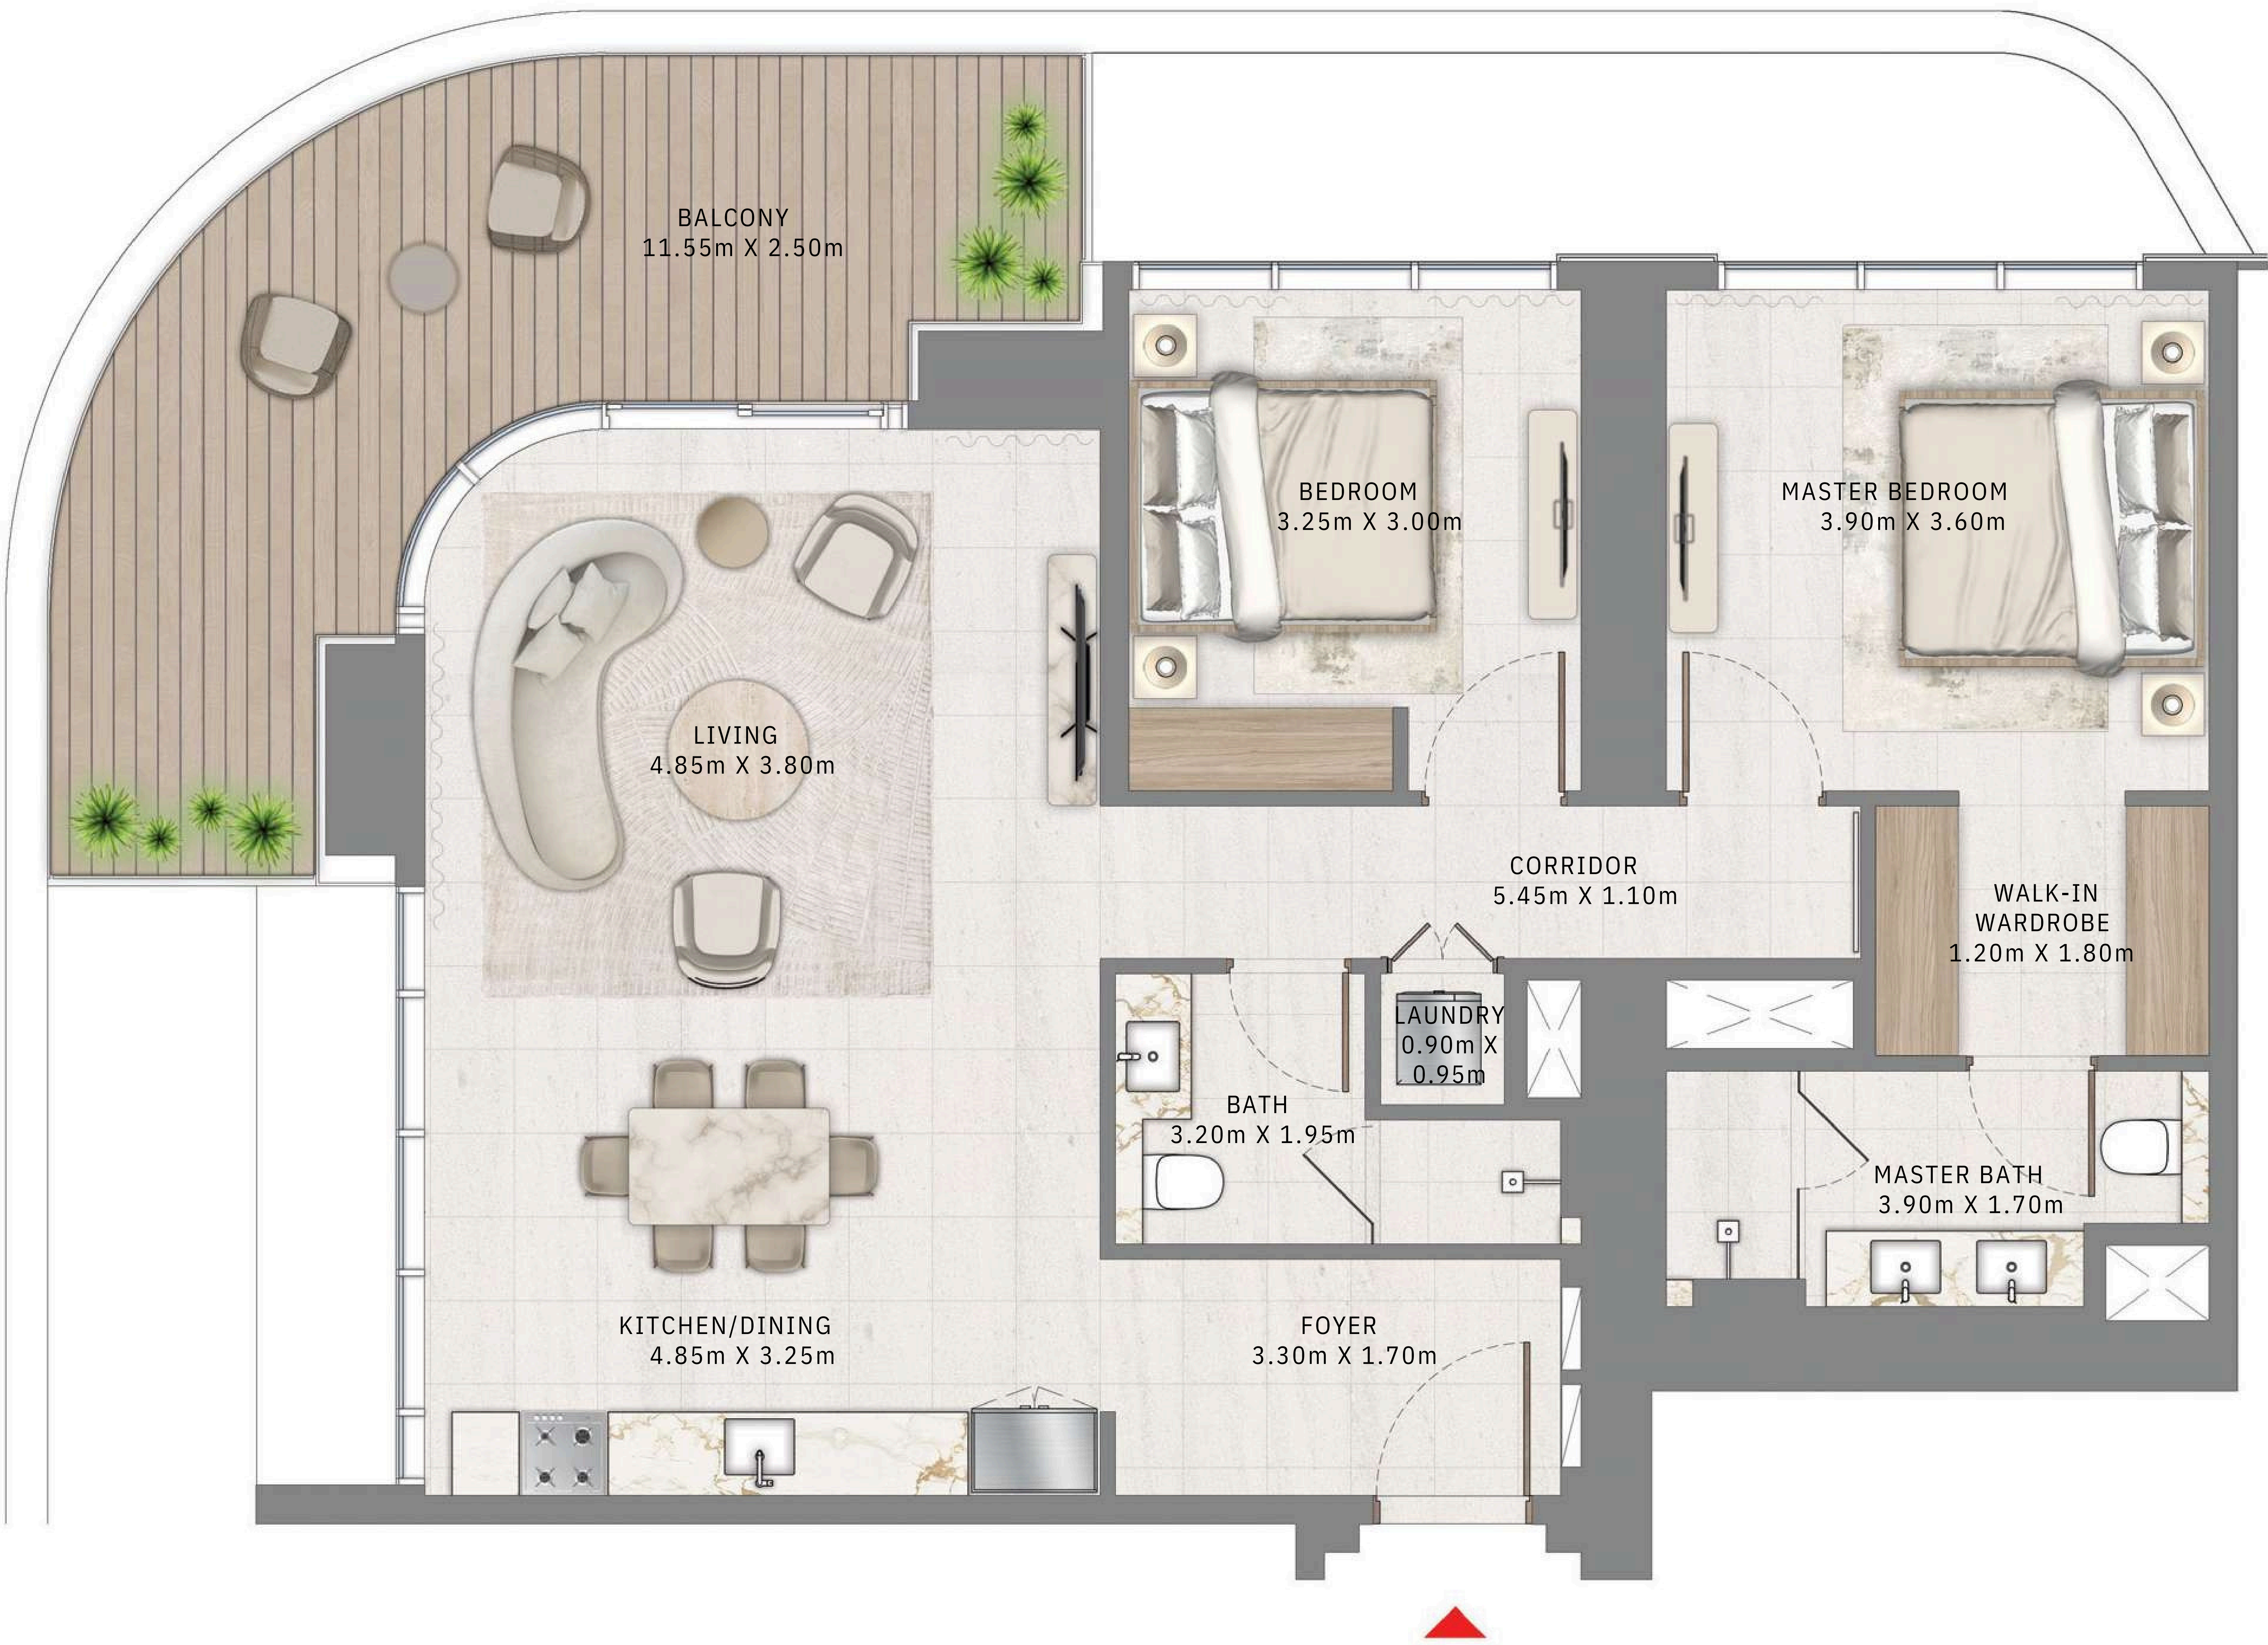 BALCONY
11.55m X 2.50m
BEDROOM
3.25m X 3.00m
MASTER BEDROOM
3.90m X 3.60m
LIVING
4.85m X 3.80m
CORRIDOR
5.45m X 1.10m
WALK-IN
WARDROBE
1.20m X 1.80m
LAUNDRY
0.90m X
0.95m
BATH
3.20m X 1.95m
MASTER BATH
3.90m X 1.70m
KITCHEN/DINING
4.85m X 3.25m
FOYER
3.30m X 1.70m